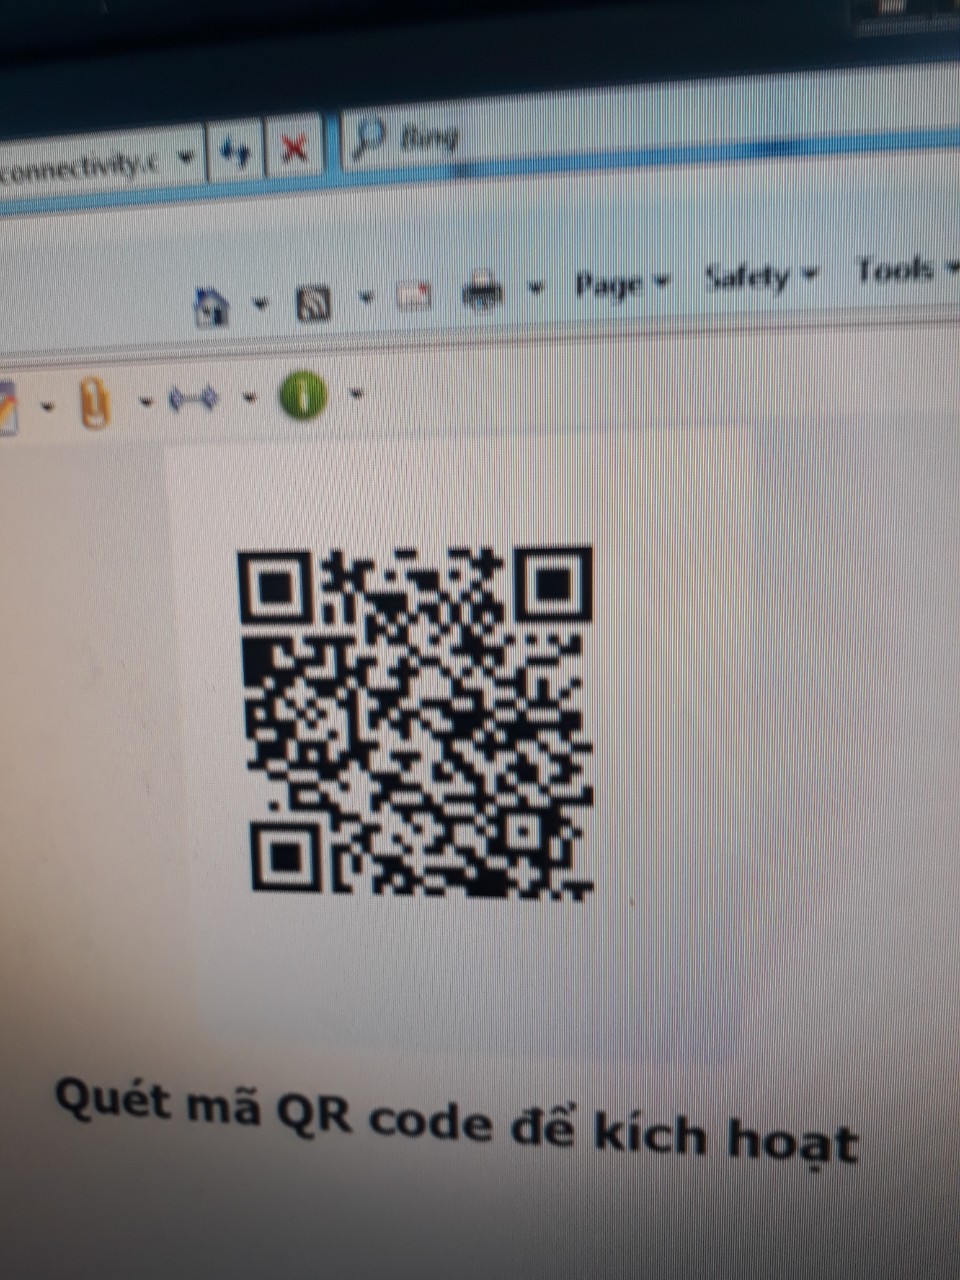 connectivity.c
Bing
Page Safety Tools
Quét mã QR code để kích hoạt